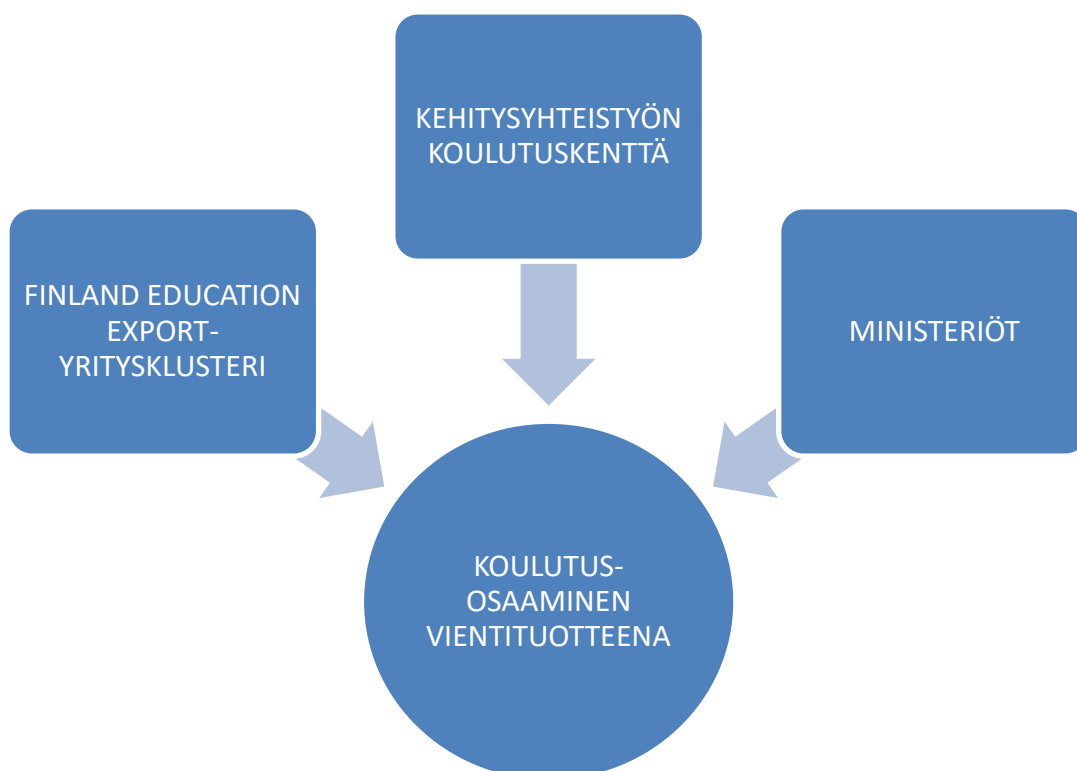 KEHITYSYHTEISTYÖN
KOULUTUSKENTTÄ
FINLAND EDUCATION
EXPORT-
YRITYSKLUSTERI
MINISTERIÖT
KOULUTUS-
OSAAMINEN
VIENTITUOTTEENA